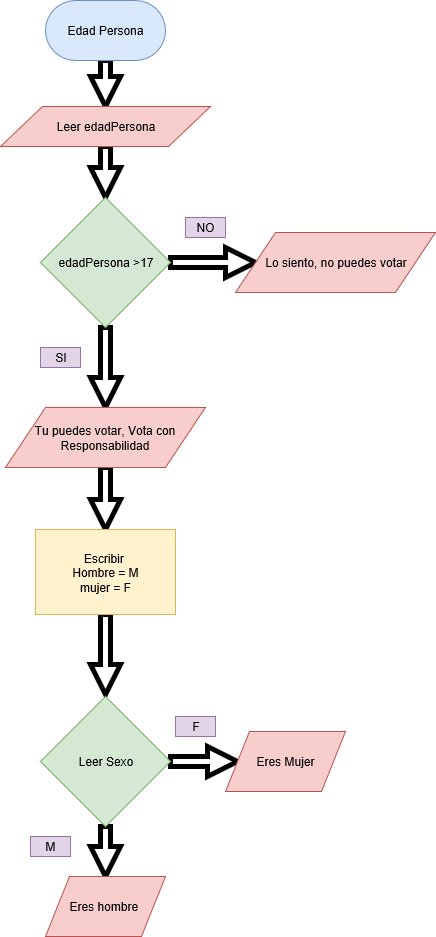 Edad Persona
Leer edadPersona
edadPersona >17
NO
Lo siento, no puedes votar
SI
Tu puedes votar, Vota con
Responsabilidad
Escribir
Hombre = M
mujer = F
Leer Sexo
F
Eres Mujer
M
Eres hombre